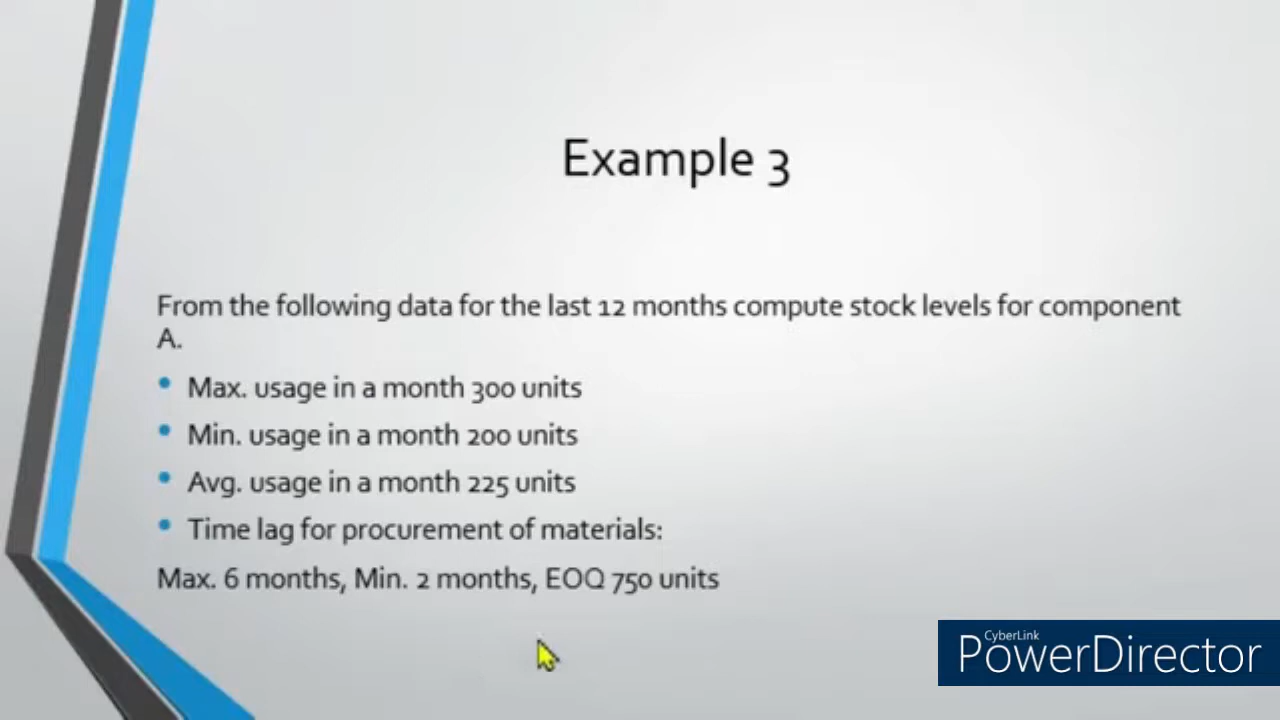 Example 3
From the following data for the last 12 months compute stock levels for component
A.
• Max. usage in a month 300 units
• Min. usage in a month 200 units
• Avg. usage in a month 225 units
• Time lag for procurement of materials:
Max. 6 months, Min. 2 months, EOQ 750 units
CyberLink
PowerDirector